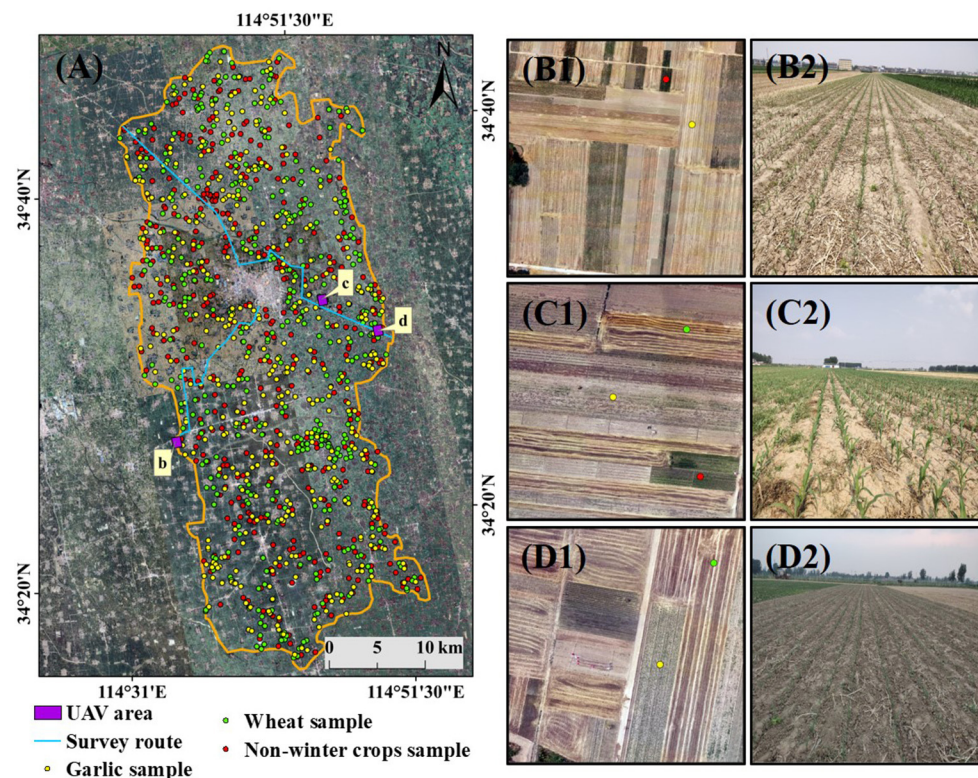 114°51'30"E
(A)
N
34°40'N
34°40'N
c
d
b
34°20'N
34°20'N
0 5 10 km
114°31'E
114°51'30"E
UAV area
Survey route
Garlic sample
Wheat sample
Non-winter crops sample
(B1)
(B2)
(C1)
(C2)
(D1)
(D2)